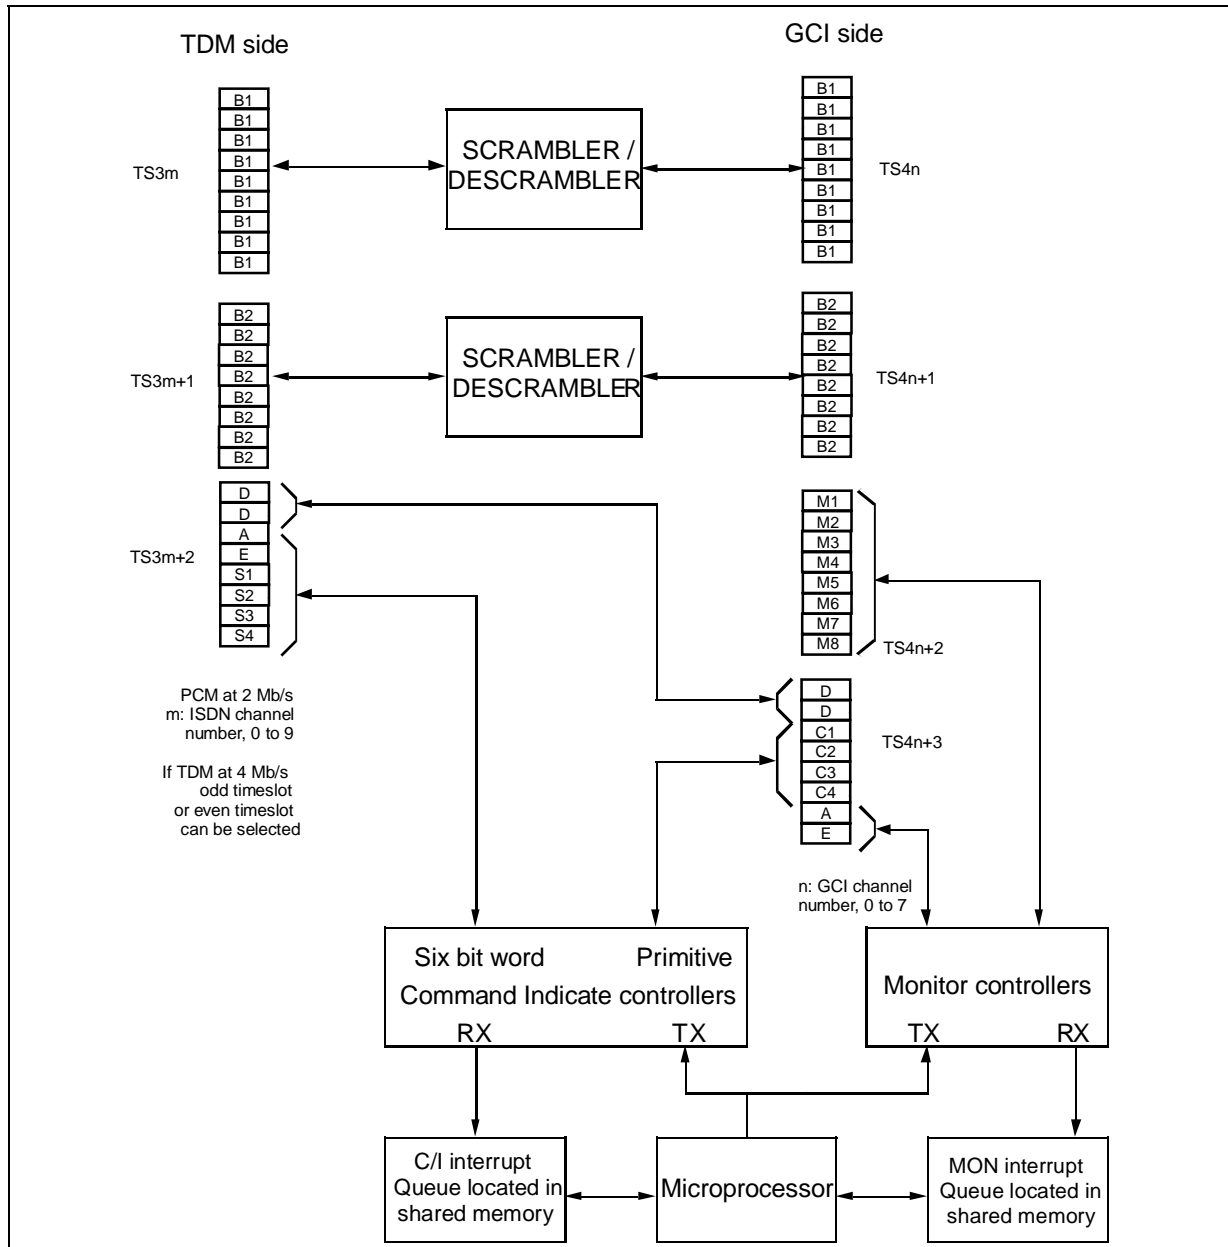 TDM side
GCI side
B1
B1
B1
B1
B1
B1
B1
B1
B1
TS3m
SCRAMBLER /
DESCRAMBLER
B1
B1
B1
B1
B1
B1
B1
B1
B1
TS4n
B2
B2
B2
B2
B2
B2
B2
B2
TS3m+1
SCRAMBLER /
DESCRAMBLER
B2
B2
B2
B2
B2
B2
B2
B2
TS4n+1
D
D
A
E
S1
S2
S3
S4
TS3m+2
M1
M2
M3
M4
M5
M6
M7
M8
TS4n+2
PCM at 2 Mb/s
m: ISDN channel
number, 0 to 9
If TDM at 4 Mb/s
odd timeslot
or even timeslot
can be selected
D
D
C1
C2
C3
C4
A
E
TS4n+3
n: GCI channel
number, 0 to 7
Six bit word
Primitive
Command Indicate controllers
RX
TX
Monitor controllers
TX
RX
C/I interrupt
Queue located in
shared memory
Microprocessor
MON interrupt
Queue located in
shared memory